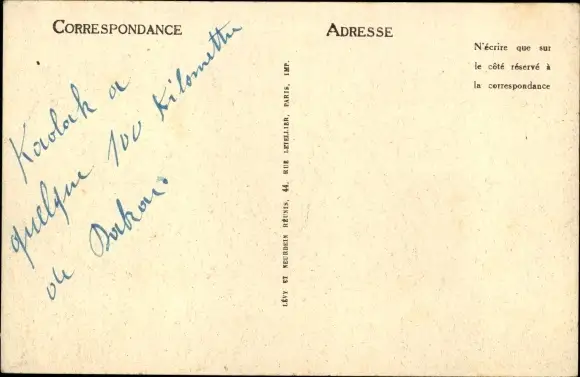 CORRESPONDANCE
ADRESSE
N'écrire que sur
le côté réservé à
la correspondance
Kaolak a
quelque 100 Kilomettre
de Dakar.
LÉVY ET NEURDEIN RÉUNIS, 44, RUE LETELLIER, PARIS, IMP.